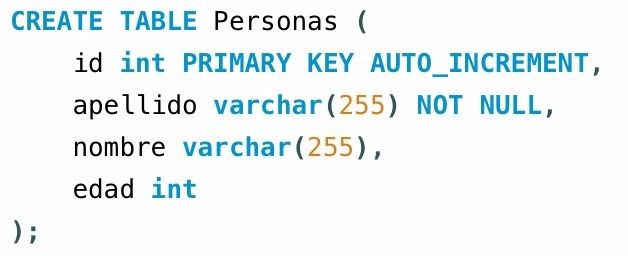 CREATE TABLE Personas (
    id int PRIMARY KEY AUTO_INCREMENT,
    apellido varchar(255) NOT NULL,
    nombre varchar(255),
    edad int
);